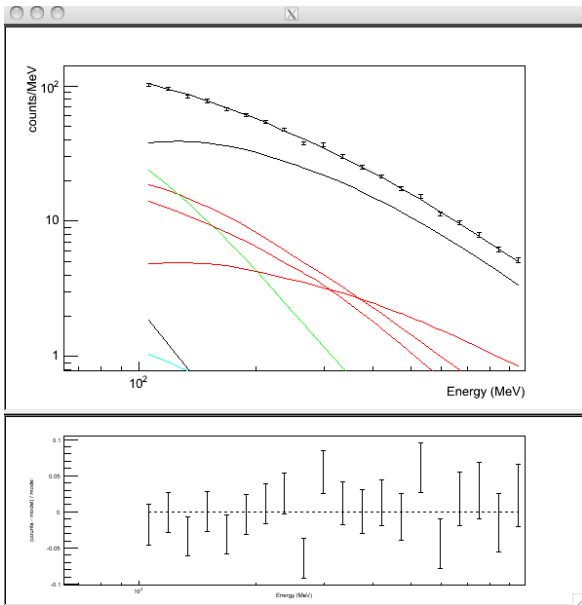 X
counts/MeV
10²
10
1
10²
Energy (MeV)
(counts - model) / model
0.1
0.05
0
-0.05
-0.1
10²
Energy (MeV)